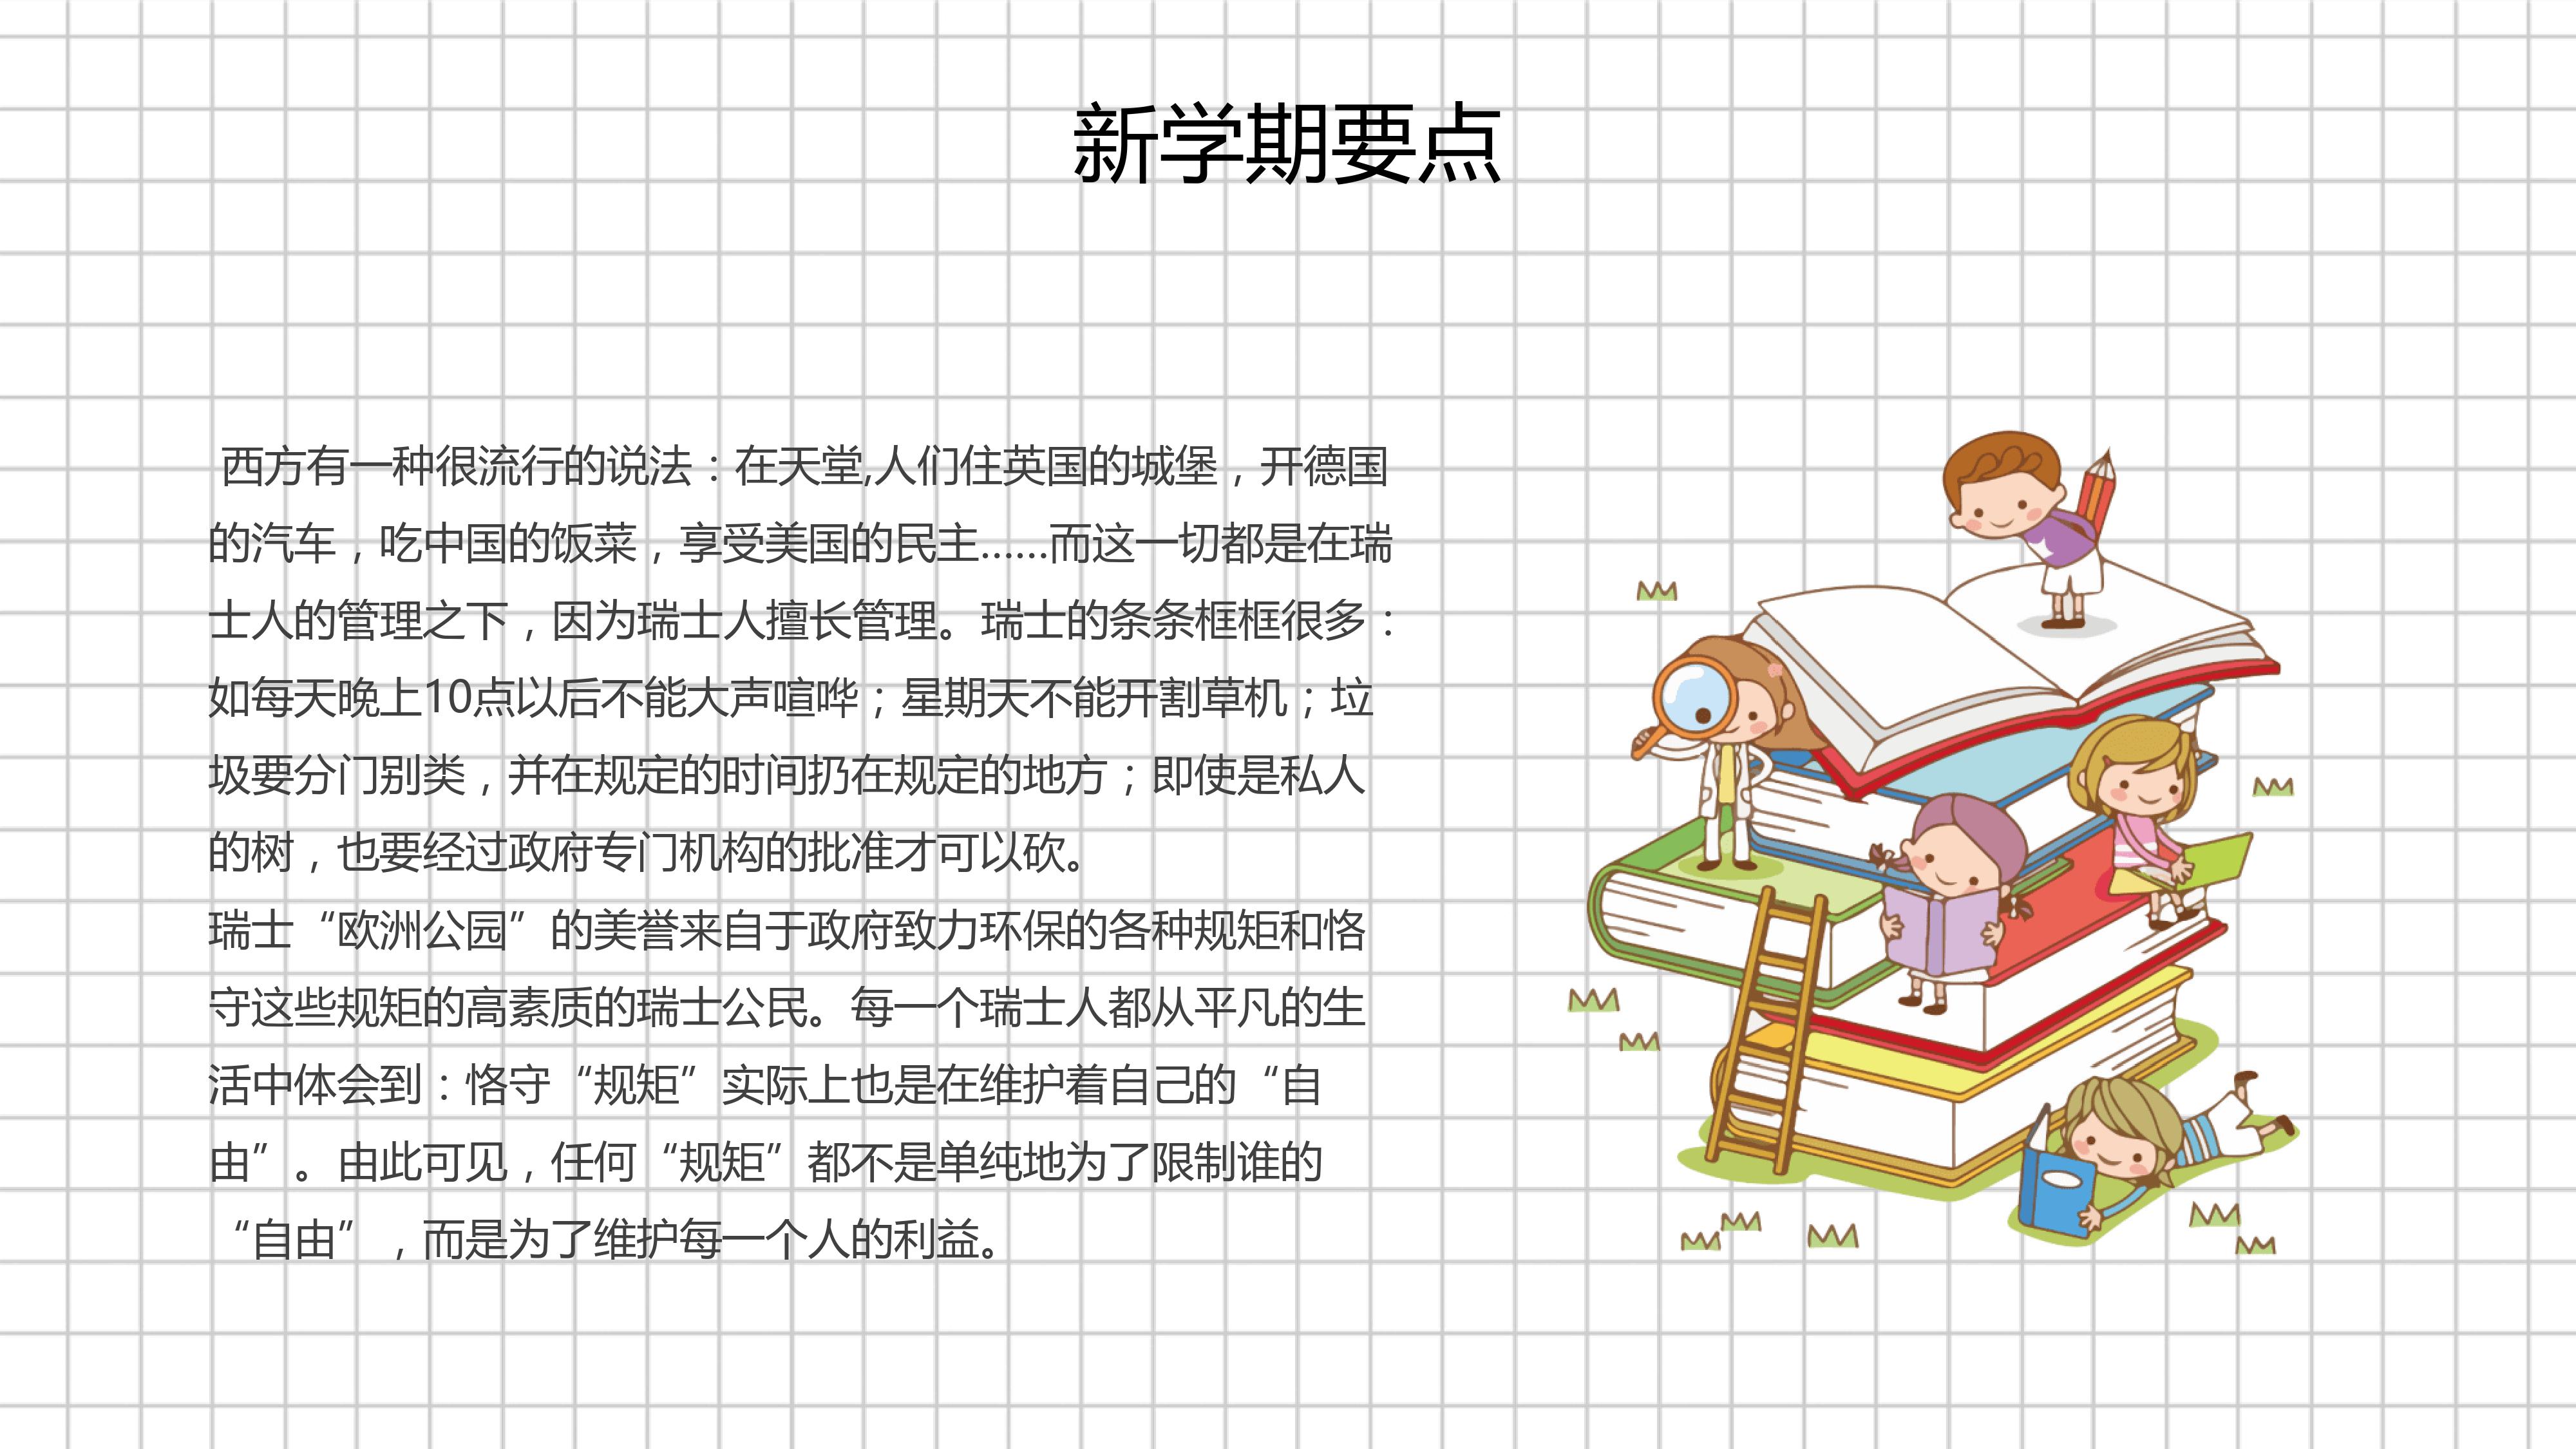 新学期要点
西方有一种很流行的说法：在天堂,人们住英国的城堡，开德国
的汽车，吃中国的饭菜，享受美国的民主……而这一切都是在瑞
士人的管理之下，因为瑞士人擅长管理。瑞士的条条框框很多：
如每天晚上10点以后不能大声喧哗；星期天不能开割草机；垃
圾要分门别类，并在规定的时间扔在规定的地方；即使是私人
的树，也要经过政府专门机构的批准才可以砍。
瑞士“欧洲公园”的美誉来自于政府致力环保的各种规矩和恪
守这些规矩的高素质的瑞士公民。每一个瑞士人都从平凡的生
活中体会到：恪守“规矩”实际上也是在维护着自己的“自
由”。由此可见，任何“规矩”都不是单纯地为了限制谁的
“自由”，而是为了维护每一个人的利益。